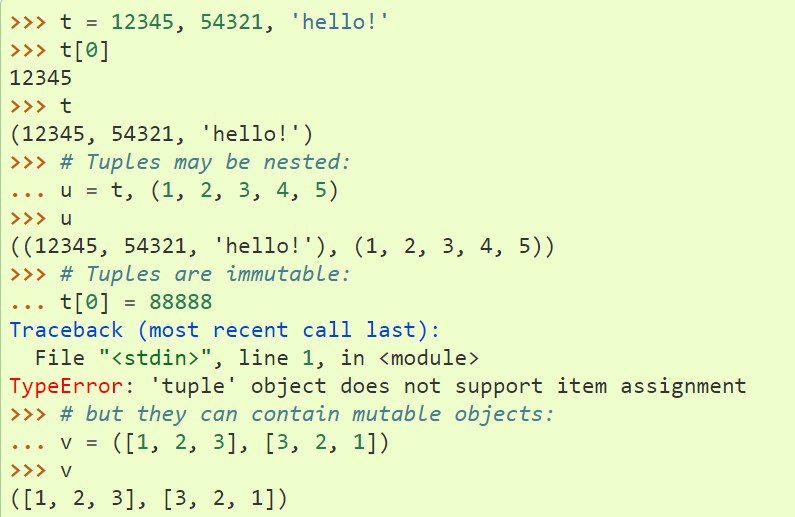 >>> t = 12345, 54321, 'hello!'
>>> t[0]
12345
>>> t
(12345, 54321, 'hello!')
>>> # Tuples may be nested:
... u = t, (1, 2, 3, 4, 5)
>>> u
((12345, 54321, 'hello!'), (1, 2, 3, 4, 5))
>>> # Tuples are immutable:
... t[0] = 88888
Traceback (most recent call last):
  File "<stdin>", line 1, in <module>
TypeError: 'tuple' object does not support item assignment
>>> # but they can contain mutable objects:
... v = ([1, 2, 3], [3, 2, 1])
>>> v
([1, 2, 3], [3, 2, 1])